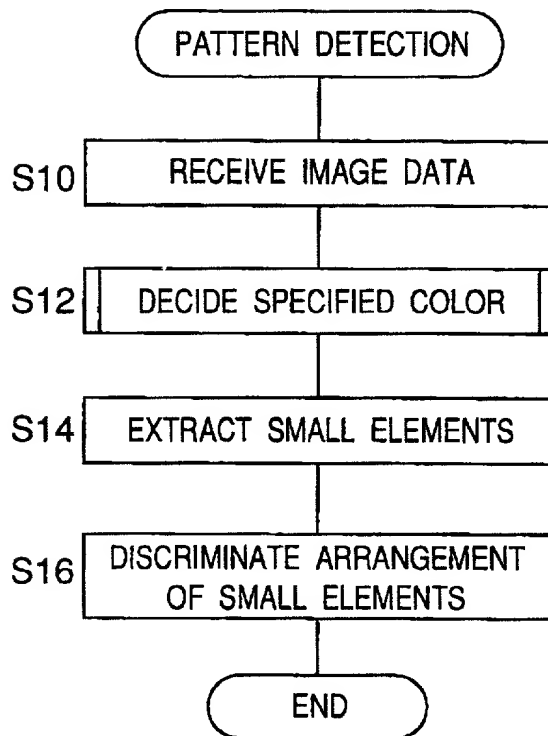 PATTERN DETECTION
S10 RECEIVE IMAGE DATA
S12 DECIDE SPECIFIED COLOR
S14 EXTRACT SMALL ELEMENTS
S16 DISCRIMINATE ARRANGEMENT
OF SMALL ELEMENTS
END